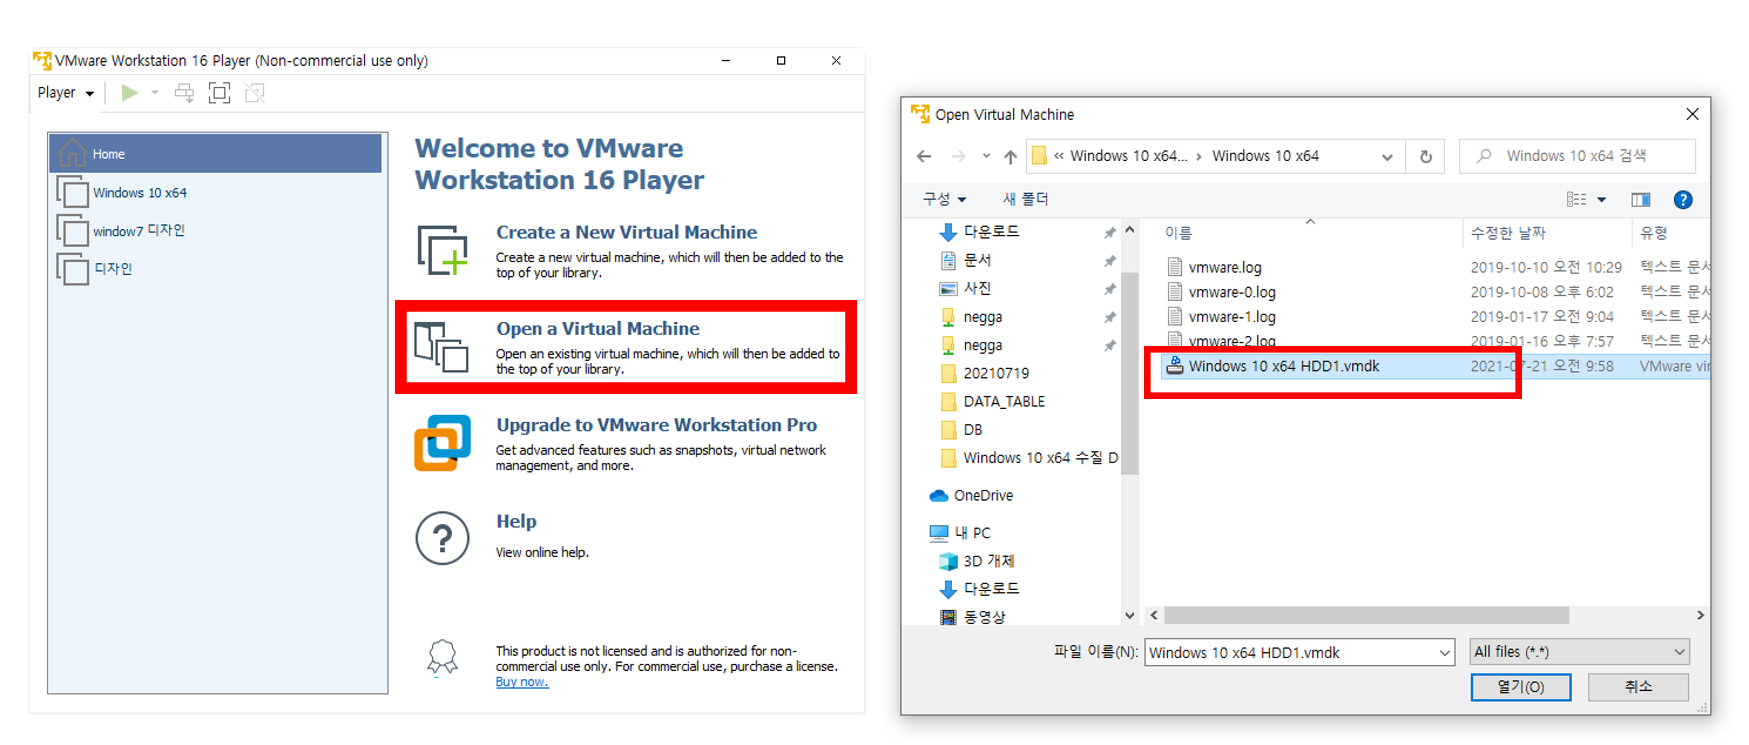 VMware Workstation 16 Player (Non-commercial use only)
Player
Home
Windows 10 x64
window7 디자인
디자인
Welcome to VMware
Workstation 16 Player
Create a New Virtual Machine
Create a new virtual machine, which will then be added to the
top of your library.
Open a Virtual Machine
Open an existing virtual machine, which will then be added to
the top of your library.
Upgrade to VMware Workstation Pro
Get advanced features such as snapshots, virtual network
management, and more.
Help
View online help.
This product is not licensed and is authorized for non-
commercial use only. For commercial use, purchase a license.
Buy now.
Open Virtual Machine
« Windows 10 x64... › Windows 10 x64
Windows 10 x64 검색
구성
새 폴더
다운로드
문서
사진
negga
negga
20210719
DATA_TABLE
DB
Windows 10 x64 수질 D
OneDrive
내 PC
3D 개체
다운로드
동영상
이름 수정한 날짜 유형
vmware.log 2019-10-10 오전 10:29 텍스트 문서
vmware-0.log 2019-10-08 오후 6:02 텍스트 문서
vmware-1.log 2019-01-17 오전 9:04 텍스트 문서
vmware-2.log 2019-01-16 오후 7:57 텍스트 문서
Windows 10 x64 HDD1.vmdk 2021-07-21 오전 9:58 VMware vir
파일 이름(N): Windows 10 x64 HDD1.vmdk All files (*.*)
열기(O) 취소